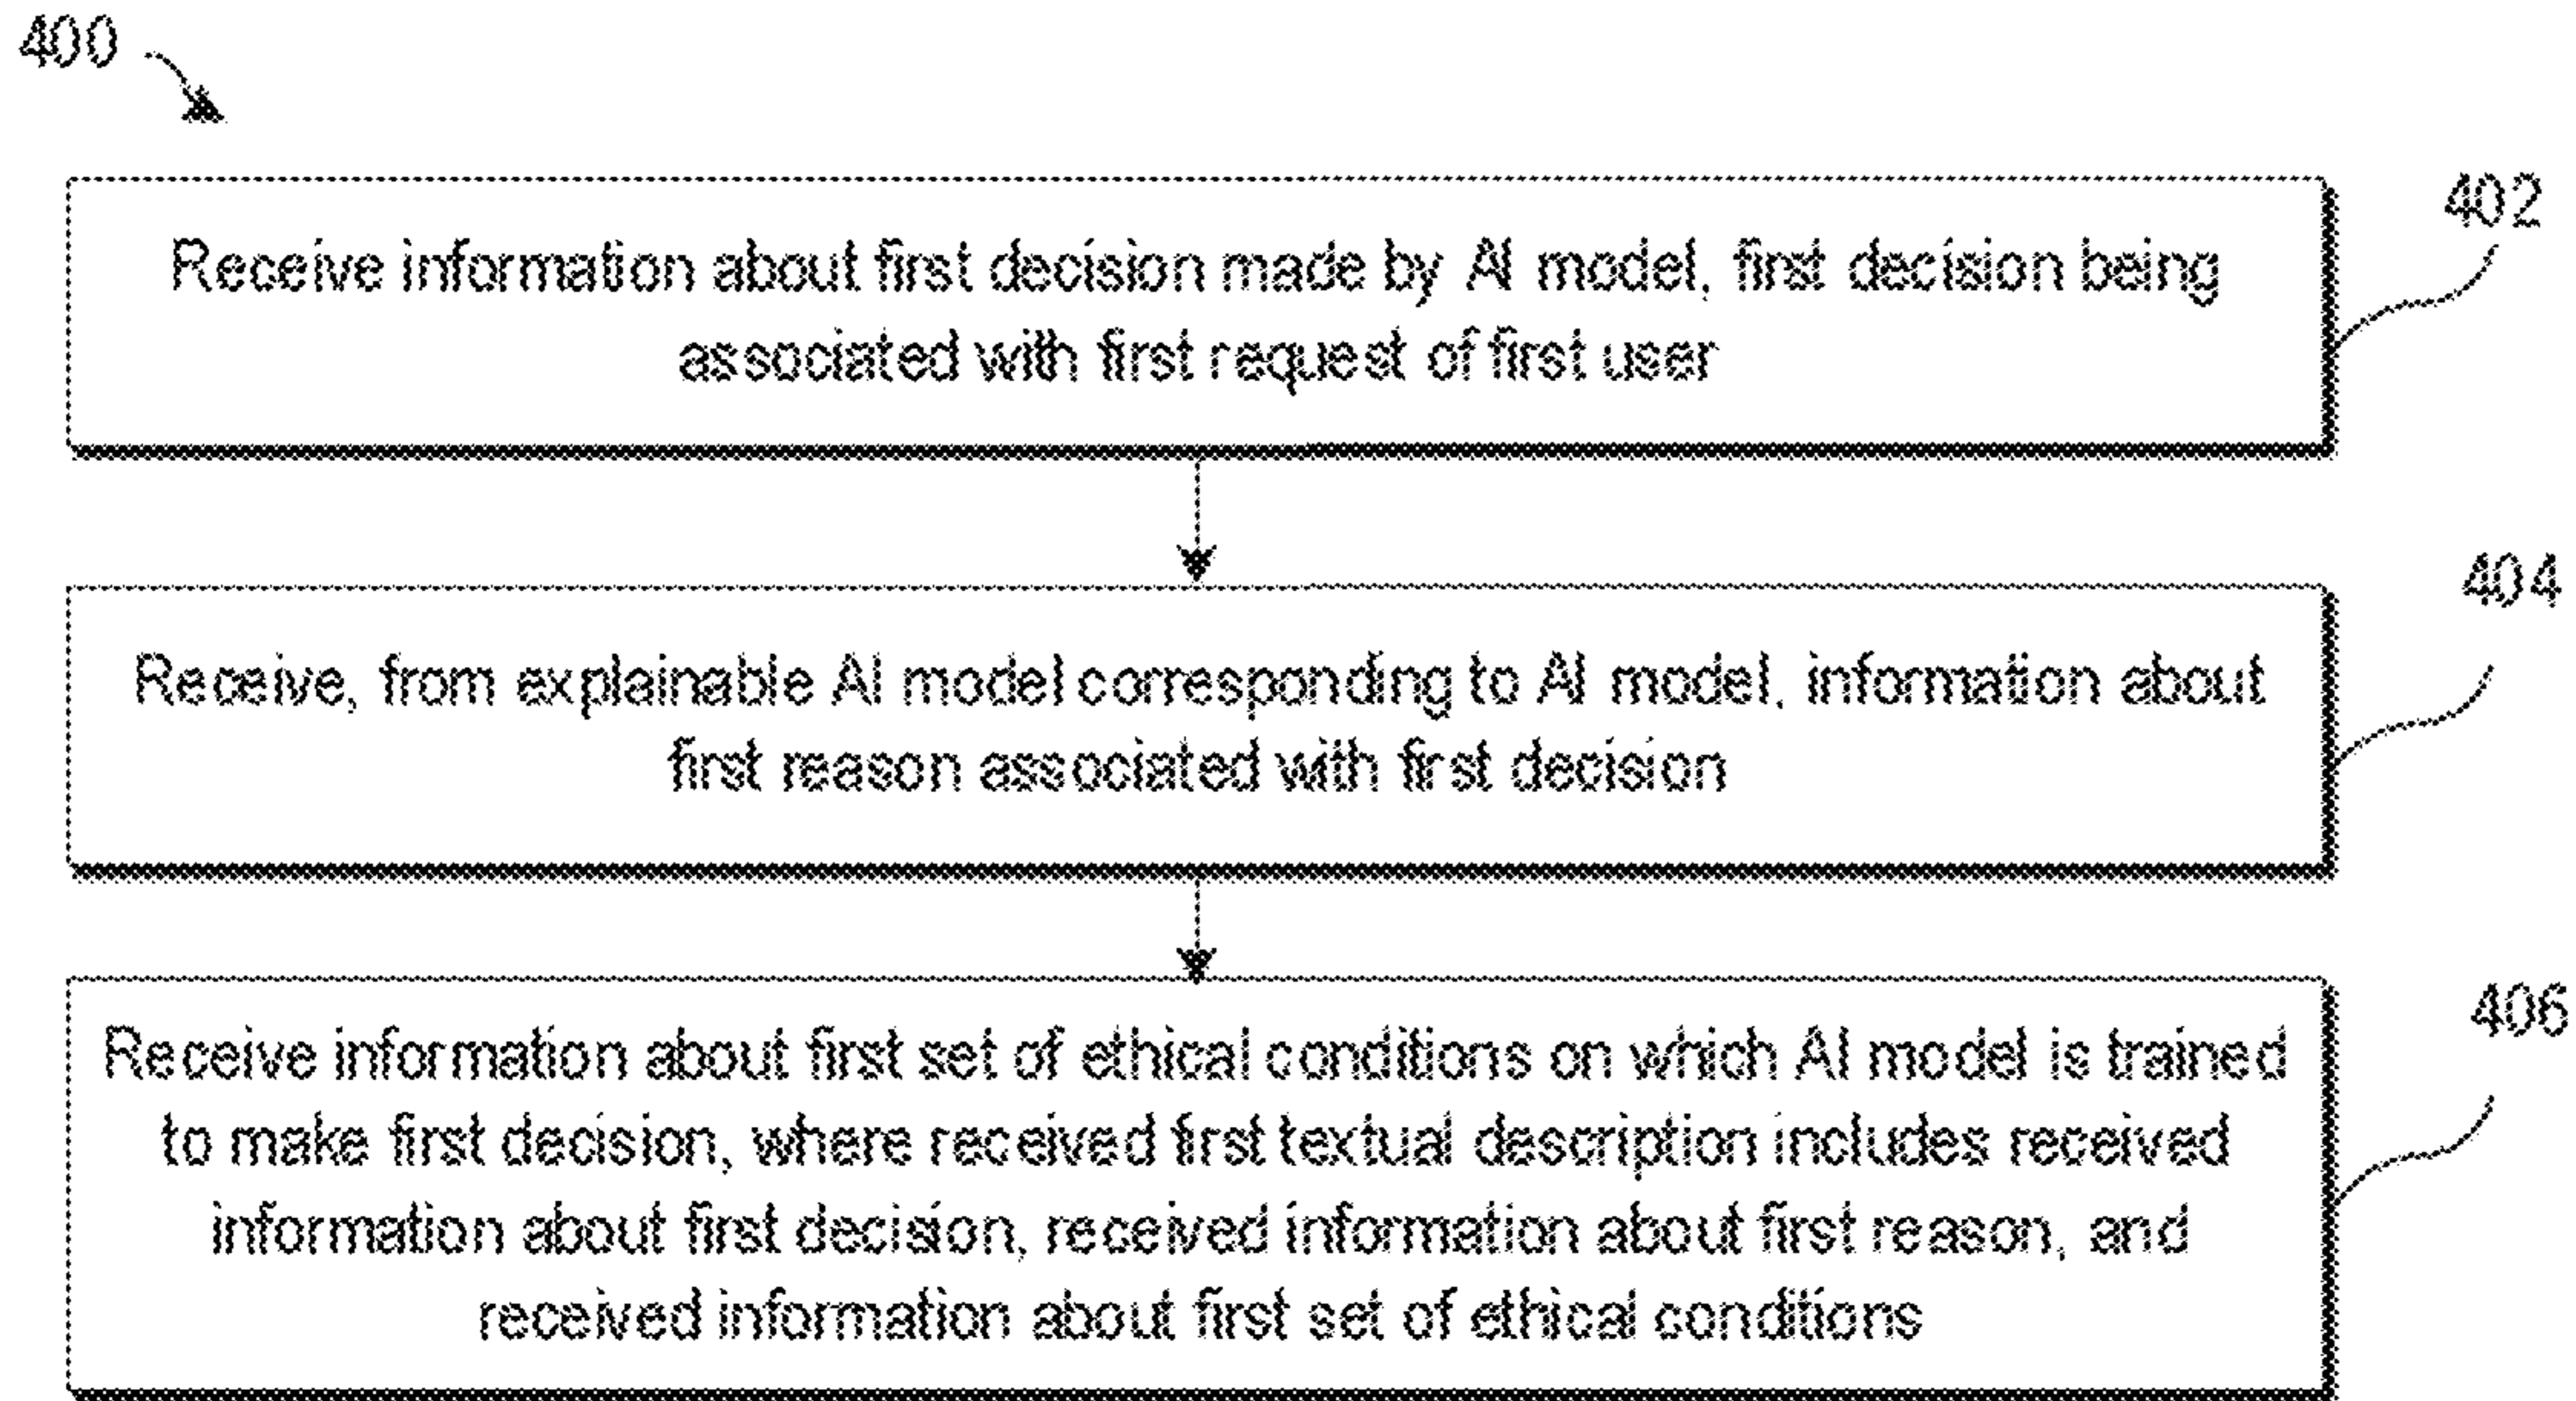 400
402
Receive information about first decision made by AI model, first decision being
associated with first request of first user
404
Receive, from explainable AI model corresponding to AI model, information about
first reason associated with first decision
406
Receive information about first set of ethical conditions on which AI model is trained
to make first decision, where received first textual description includes received
information about first decision, received information about first reason, and
received information about first set of ethical conditions